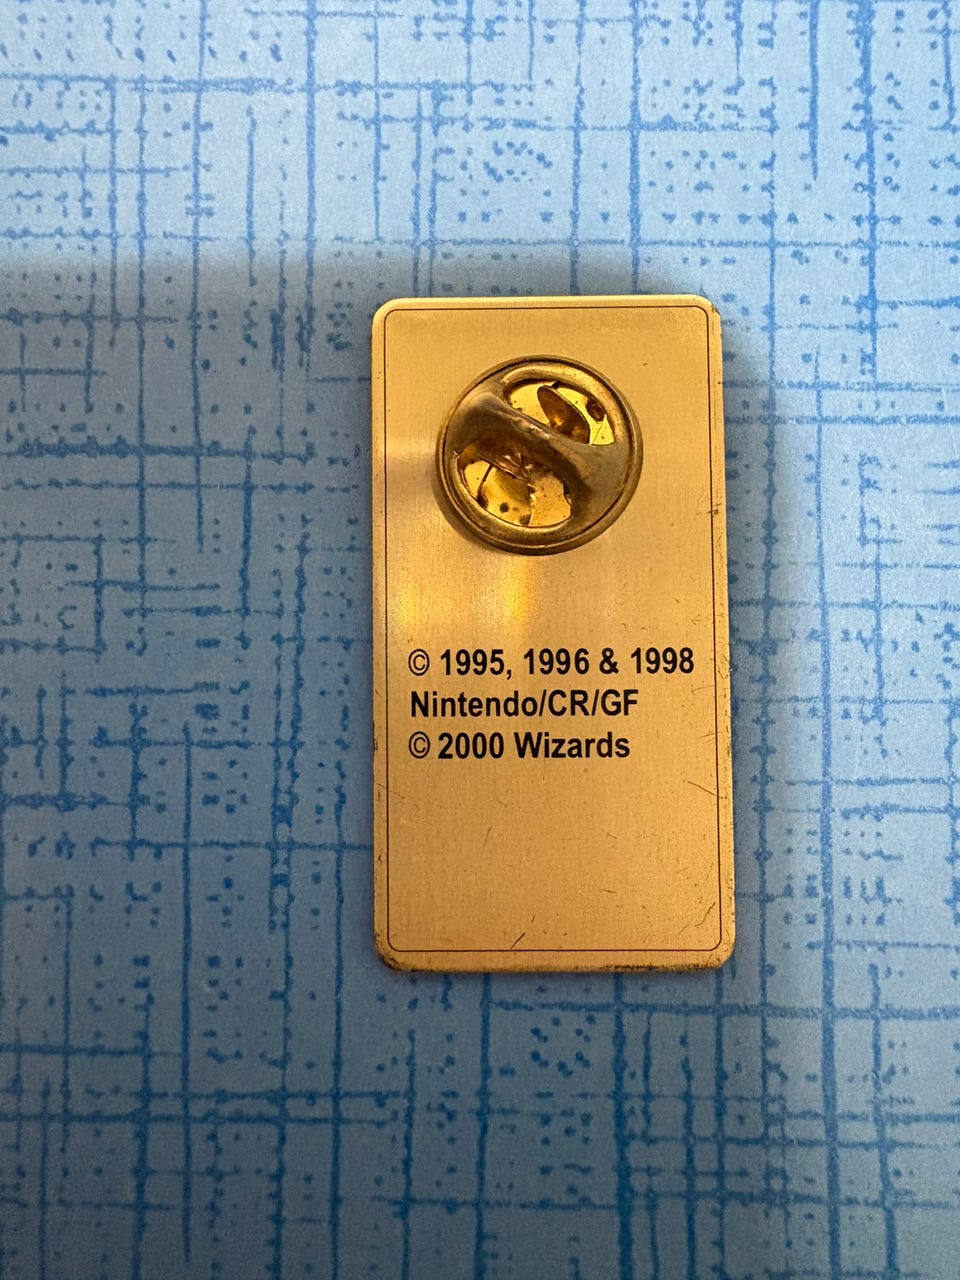 © 1995, 1996 & 1998
Nintendo/CR/GF
© 2000 Wizards